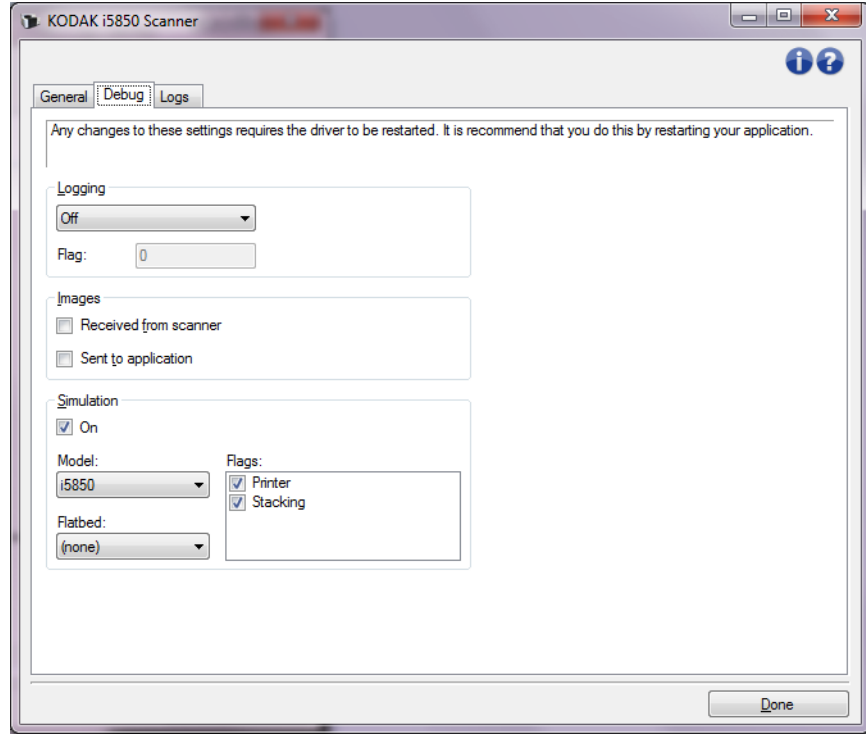 KODAK i5850 Scanner
General Debug Logs
Any changes to these settings requires the driver to be restarted. It is recommend that you do this by restarting your application.
Logging
Off
Flag: 0
Images
Received from scanner
Sent to application
Simulation
On
Model: Flags:
i5850 Printer
Stacking
Flatbed:
(none)
Done